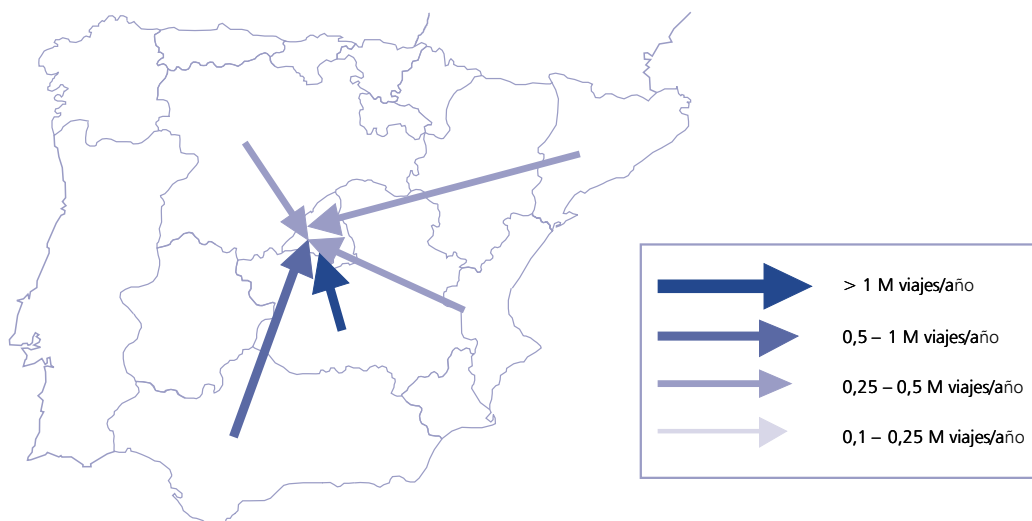 > 1 M viajes/año
0,5 – 1 M viajes/año
0,25 – 0,5 M viajes/año
0,1 – 0,25 M viajes/año